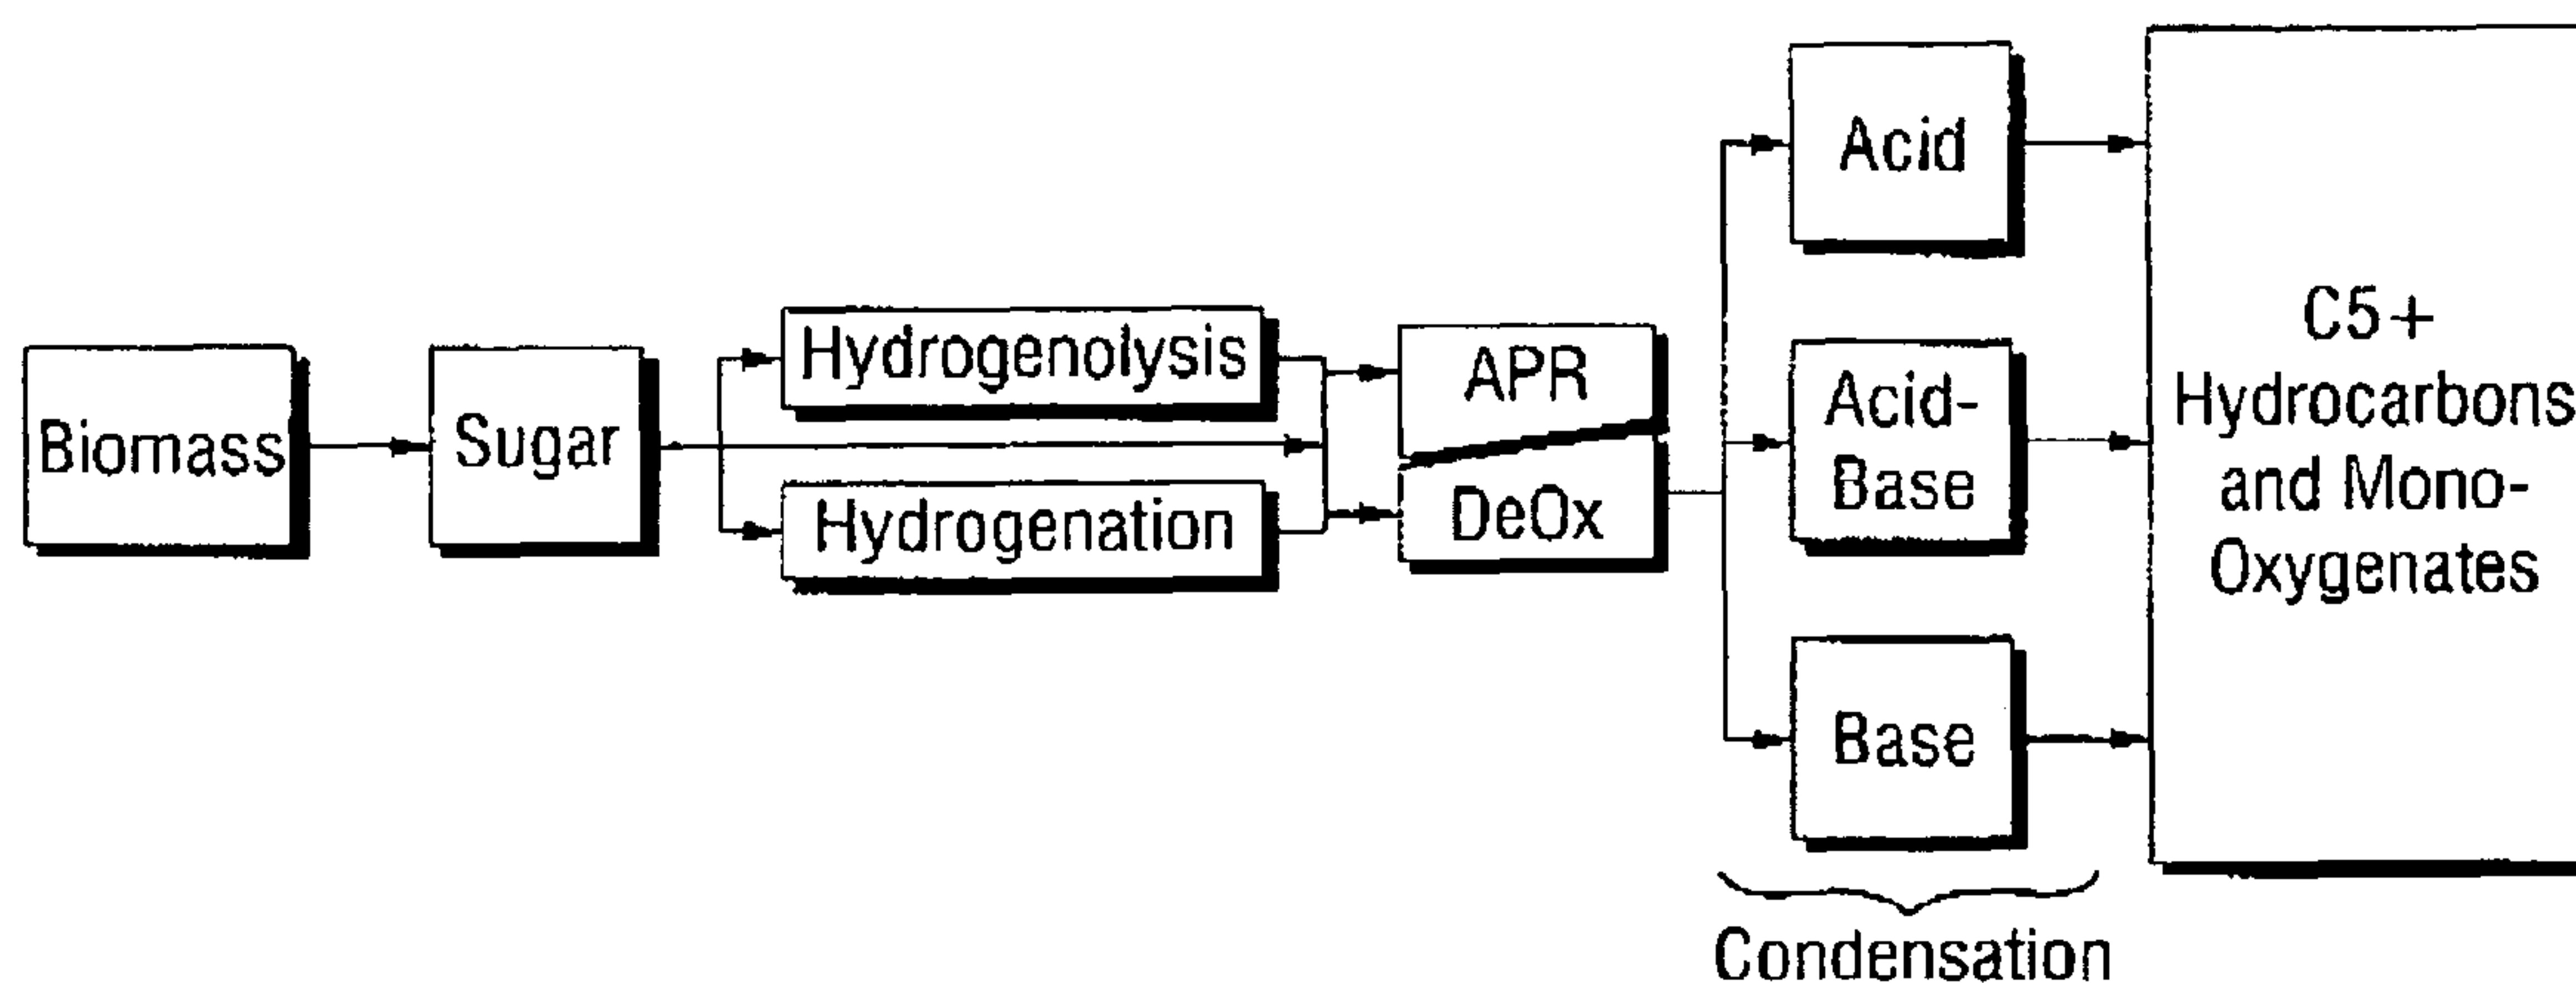 Biomass
Sugar
Hydrogenolysis
Hydrogenation
APR
DeOx
Acid
Acid-
Base
Base
Condensation
C5+
Hydrocarbons
and Mono-
Oxygenates